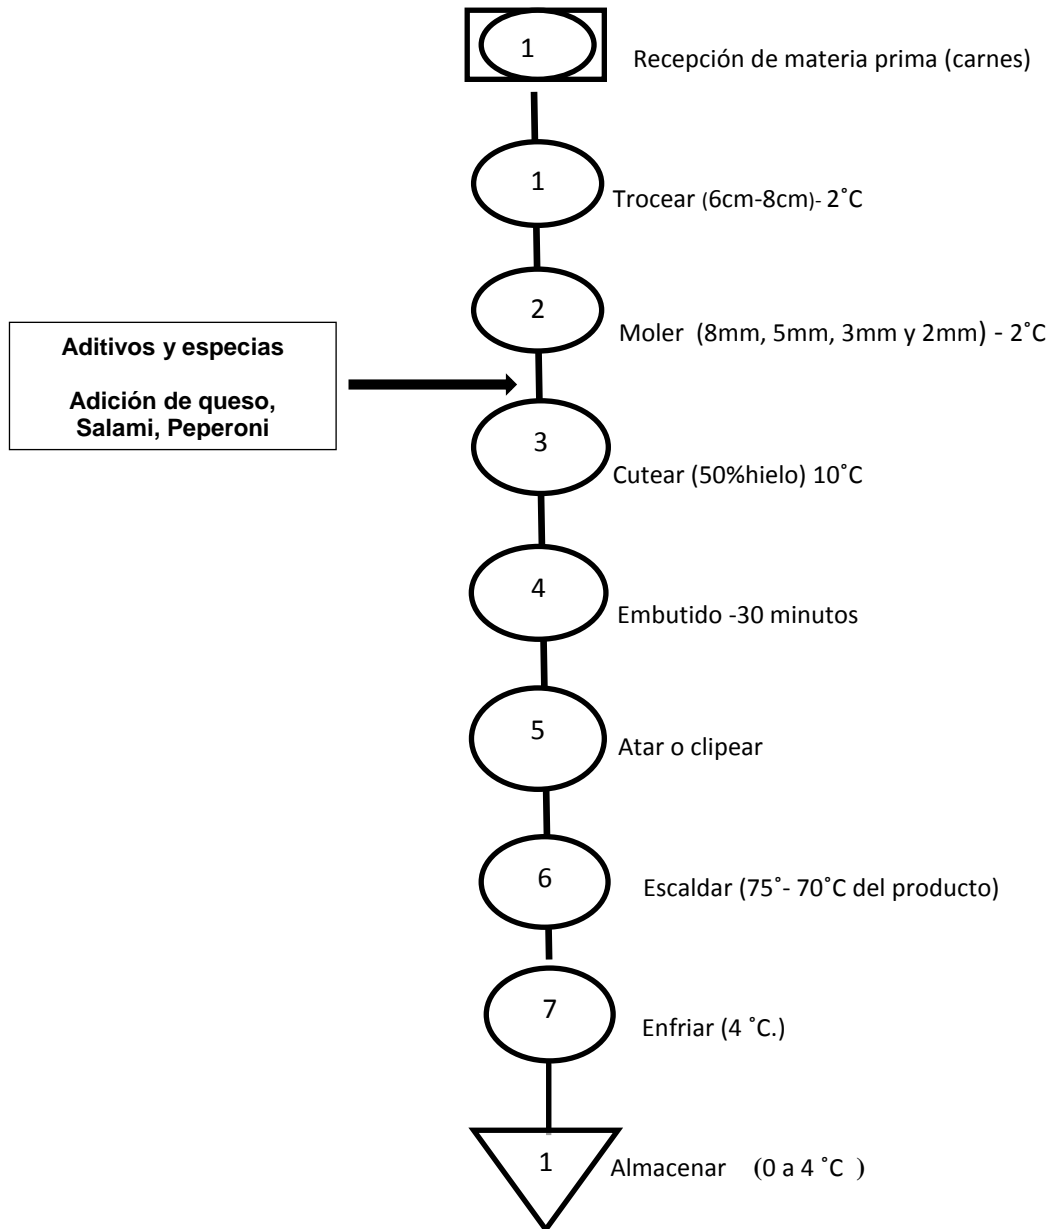 1
Recepción de materia prima (carnes)
1
Trocear (6cm-8cm)- 2˚C
2
Moler (8mm, 5mm, 3mm y 2mm) - 2˚C
Aditivos y especias
Adición de queso,
Salami, Peperoni
3
Cutear (50%hielo) 10˚C
4
Embutido -30 minutos
5
Atar o clipear
6
Escaldar (75˚- 70˚C del producto)
7
Enfriar (4 ˚C.)
1
Almacenar (0 a 4 ˚C )